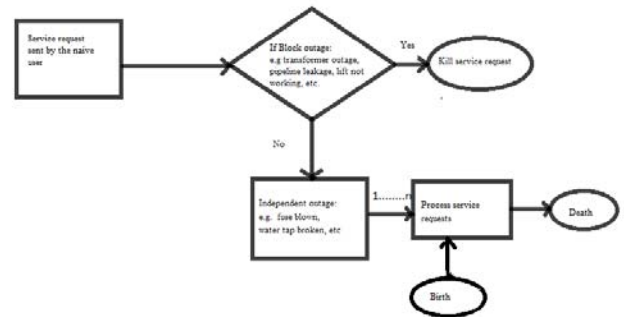 Service request
sent by the naive
user
If Block outage:
e.g transformer outage,
pipeline leakage, lift not
working, etc.
Yes
Kill service request
No
Independent outage:
e.g. fuse blown,
water tap broken, etc
1.........n
Process service
requests
Death
Birth